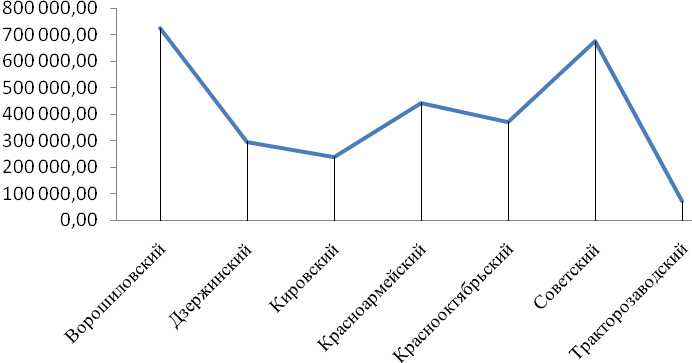 800 000,00
700 000,00
600 000,00
500 000,00
400 000,00
300 000,00
200 000,00
100 000,00
0,00
Ворошиловский
Дзержинский
Кировский
Красноармейский
Краснооктябрьский
Советский
Тракторозаводский